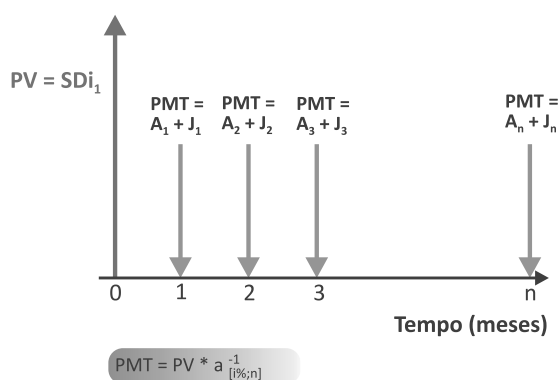 PV = SDi₁
PMT = PMT = PMT = PMT =
A₁ + J₁ A₂ + J₂ A₃ + J₃ Aₙ + Jₙ
0 1 2 3 n
Tempo (meses)
PMT = PV * a ⁻¹ [i%;n]